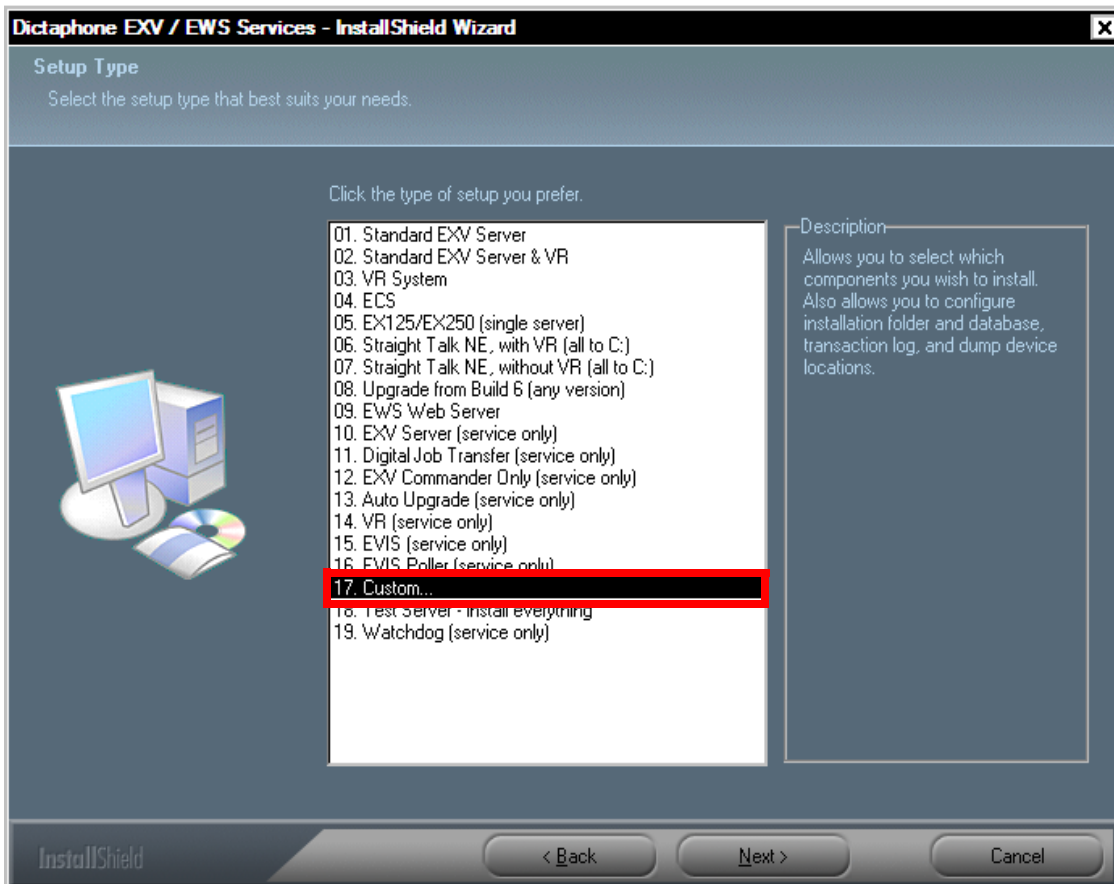 Dictaphone EXV / EWS Services - InstallShield Wizard
Setup Type
Select the setup type that best suits your needs.
Click the type of setup you prefer.
01. Standard EXV Server
02. Standard EXV Server & VR
03. VR System
04. ECS
05. EX125/EX250 (single server)
06. Straight Talk NE, with VR (all to C:)
07. Straight Talk NE, without VR (all to C:)
08. Upgrade from Build 6 (any version)
09. EWS Web Server
10. EXV Server (service only)
11. Digital Job Transfer (service only)
12. EXV Commander Only (service only)
13. Auto Upgrade (service only)
14. VR (service only)
15. EVIS (service only)
16. EVIS Poller (service only)
17. Custom...
18. Test Server - Install everything
19. Watchdog (service only)
Description
Allows you to select which
components you wish to install.
Also allows you to configure
installation folder and database,
transaction log, and dump device
locations.
InstallShield
< Back
Next >
Cancel